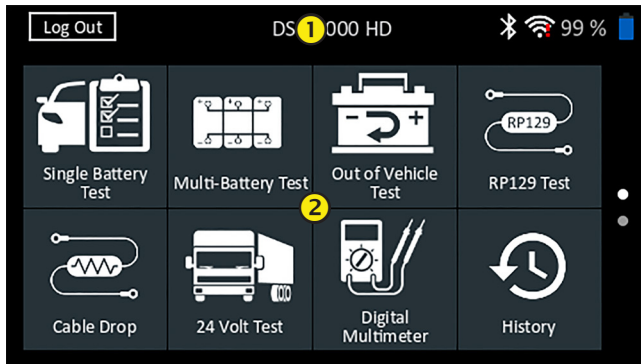 Log Out
DS 1 000 HD
99 %
Single Battery
Test
Multi-Battery Test
Out of Vehicle
Test
RP129
RP129 Test
2
Cable Drop
24 Volt Test
Digital
Multimeter
History